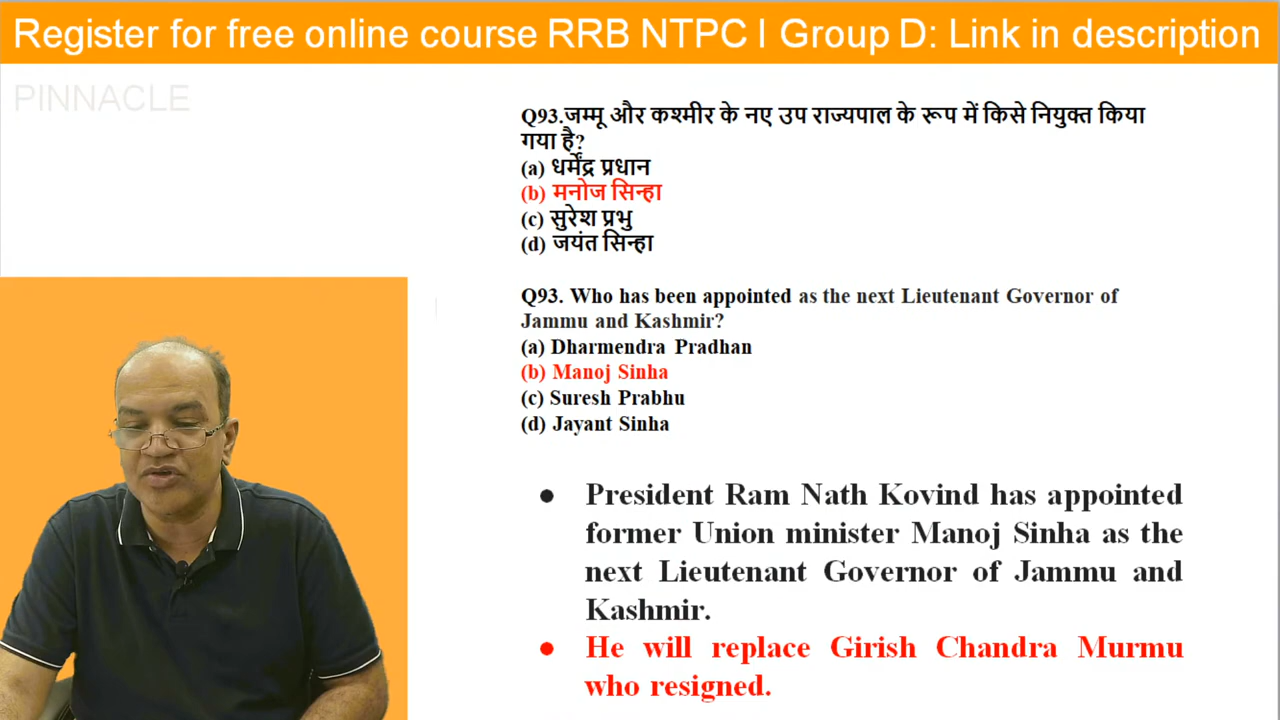 Register for free online course RRB NTPC I Group D: Link in description
PINNACLE
Q93.जम्मू और कश्मीर के नए उप राज्यपाल के रूप में किसे नियुक्त किया
गया है?
(a) धर्मेंद्र प्रधान
(b) मनोज सिन्हा
(c) सुरेश प्रभु
(d) जयंत सिन्हा
Q93. Who has been appointed as the next Lieutenant Governor of
Jammu and Kashmir?
(a) Dharmendra Pradhan
(b) Manoj Sinha
(c) Suresh Prabhu
(d) Jayant Sinha
● President Ram Nath Kovind has appointed
former Union minister Manoj Sinha as the
next Lieutenant Governor of Jammu and
Kashmir.
● He will replace Girish Chandra Murmu
who resigned.